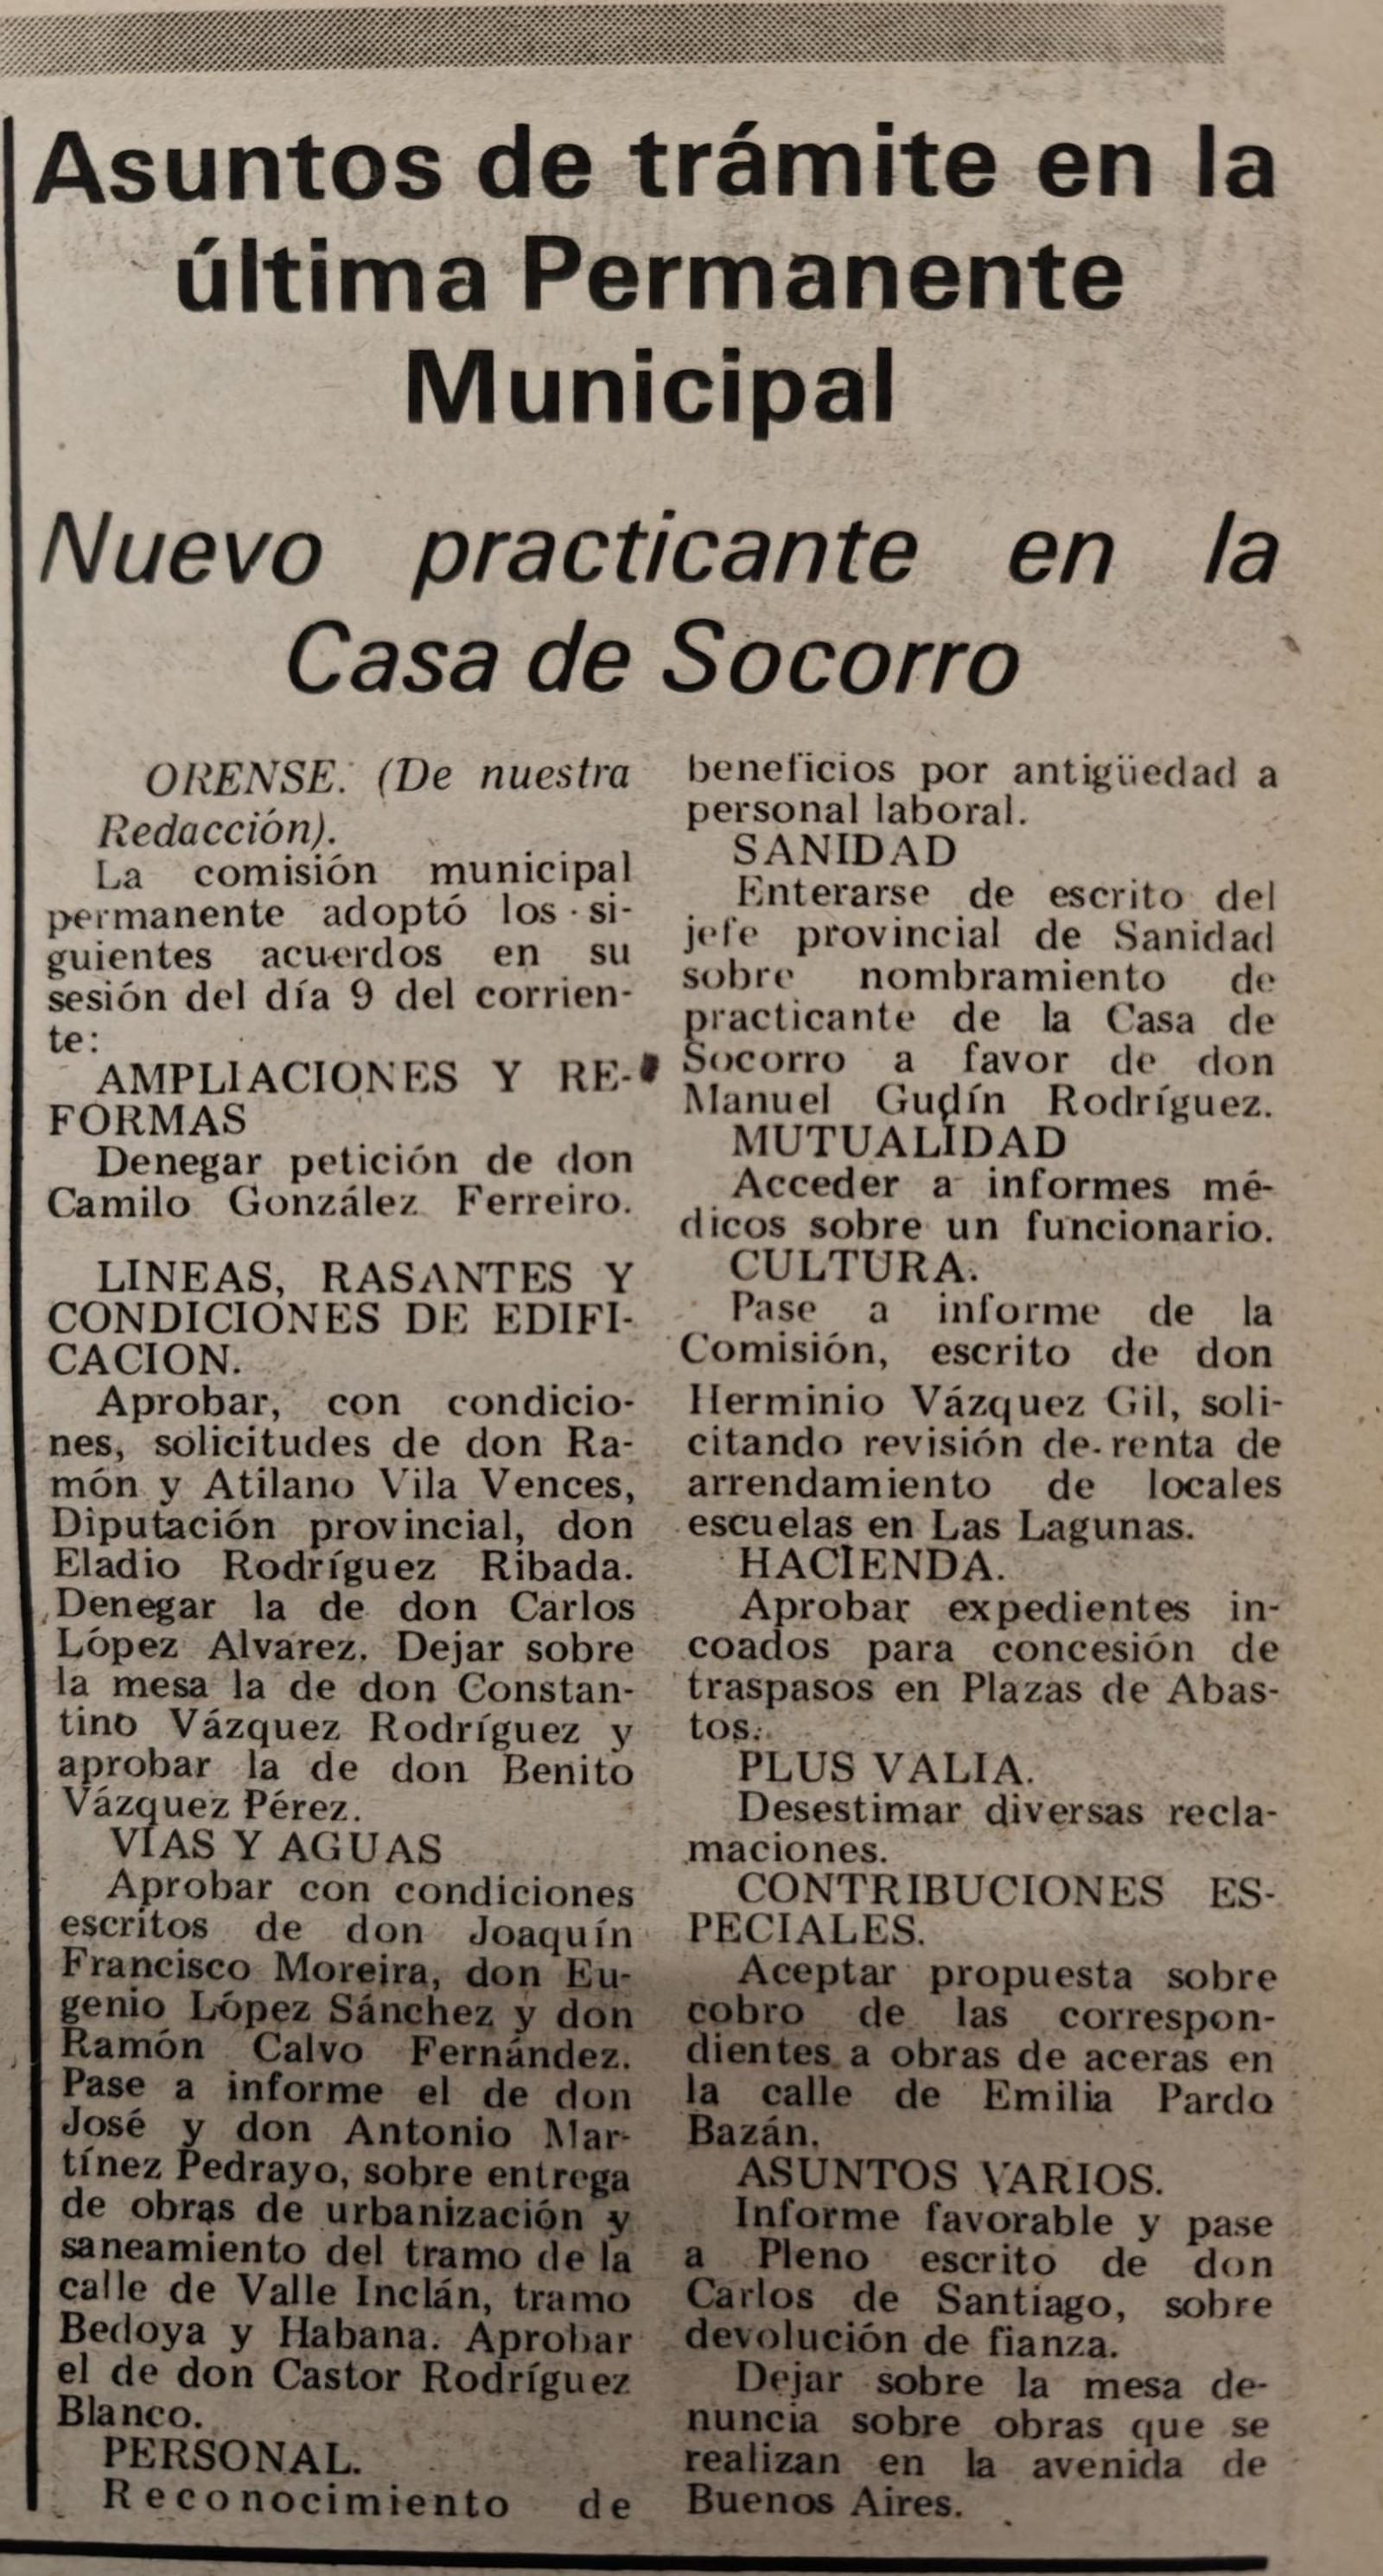 Asuntos de trámite en la
última Permanente
Municipal
Nuevo practicante en la
Casa de Socorro
ORENSE. (De nuestra
Redacción).
La comisión municipal
permanente adoptó los si-
guientes acuerdos en su
sesión del día 9 del corrien-
te:
AMPLIACIONES Y RE-
FORMAS
Denegar petición de don
Camilo González Ferreiro.
LINEAS, RASANTES Y
CONDICIONES DE EDIFI-
CACION.
Aprobar, con condicio-
nes, solicitudes de don Ra-
món y Atilano Vila Vences,
Diputación provincial, don
Eladio Rodríguez Ribada.
Denegar la de don Carlos
López Alvarez. Dejar sobre
la mesa la de don Constan-
tino Vázquez Rodríguez y
aprobar la de don Benito
Vázquez Pérez.
VIAS Y AGUAS
Aprobar con condiciones
escritos de don Joaquín
Francisco Moreira, don Eu-
genio López Sánchez y don
Ramón Calvo Fernández.
Pase a informe el de don
José y don Antonio Mar-
tínez Pedrayo, sobre entrega
de obras de urbanización y
saneamiento del tramo de la
calle de Valle Inclán, tramo
Bedoya y Habana. Aprobar
el de don Castor Rodríguez
Blanco.
PERSONAL.
Reconocimiento de
beneficios por antigüedad a
personal laboral.
SANIDAD
Enterarse de escrito del
jefe provincial de Sanidad
sobre nombramiento de
practicante de la Casa de
Socorro a favor de don
Manuel Gudín Rodríguez.
MUTUALIDAD
Acceder a informes mé-
dicos sobre un funcionario.
CULTURA.
Pase a informe de la
Comisión, escrito de don
Herminio Vázquez Gil, soli-
citando revisión de renta de
arrendamiento de locales
escuelas en Las Lagunas.
HACIENDA.
Aprobar expedientes in-
coados para concesión de
traspasos en Plazas de Abas-
tos.
PLUS VALIA.
Desestimar diversas recla-
maciones.
CONTRIBUCIONES ES-
PECIALES.
Aceptar propuesta sobre
cobro de las correspon-
dientes a obras de aceras en
la calle de Emilia Pardo
Bazán.
ASUNTOS VARIOS.
Informe favorable y pase
a Pleno escrito de don
Carlos de Santiago, sobre
devolución de fianza.
Dejar sobre la mesa de-
nuncia sobre obras que se
realizan en la avenida de
Buenos Aires.